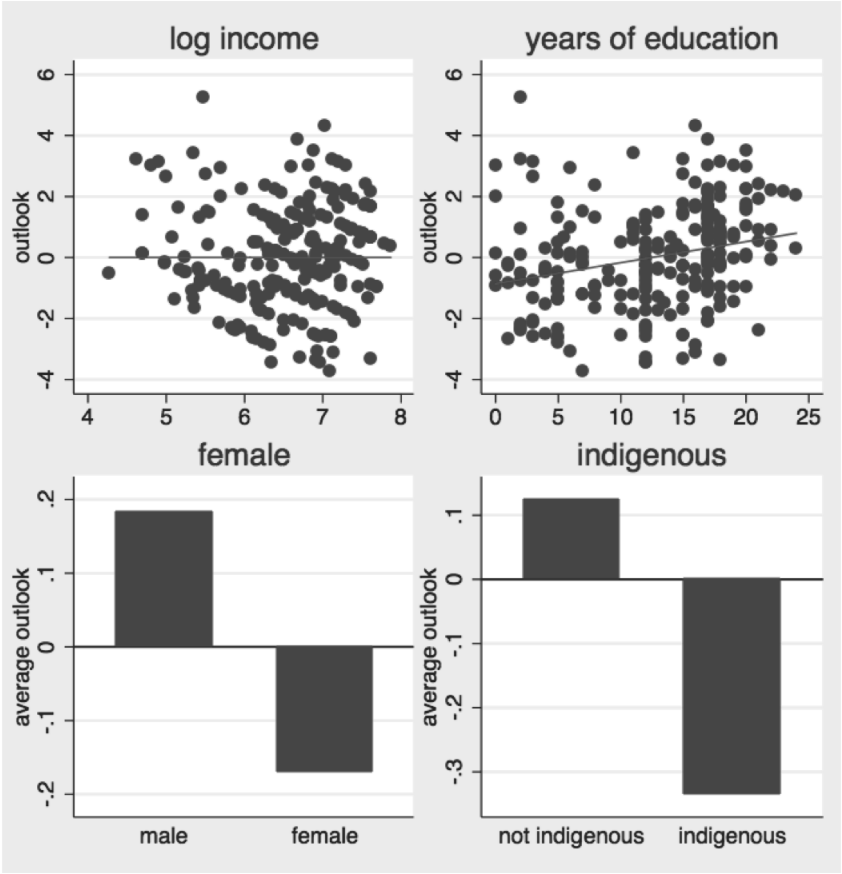 log income
outlook
6
4
2
0
-2
-4
4 5 6 7 8
years of education
outlook
6
4
2
0
-2
-4
0 5 10 15 20 25
female
average outlook
.2
.1
0
-.1
-.2
male female
indigenous
average outlook
.1
0
-.1
-.2
-.3
not indigenous indigenous